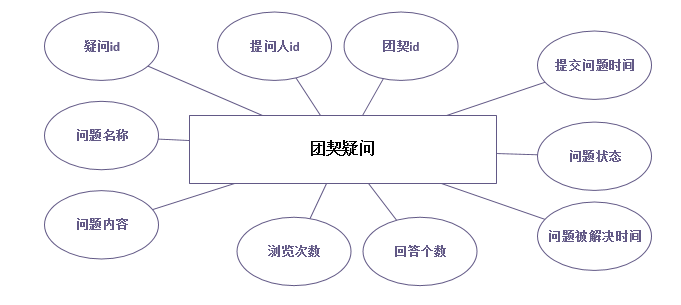 疑问id
提问人id
团契id
提交问题时间
问题名称
团契疑问
问题状态
问题内容
浏览次数
回答个数
问题被解决时间